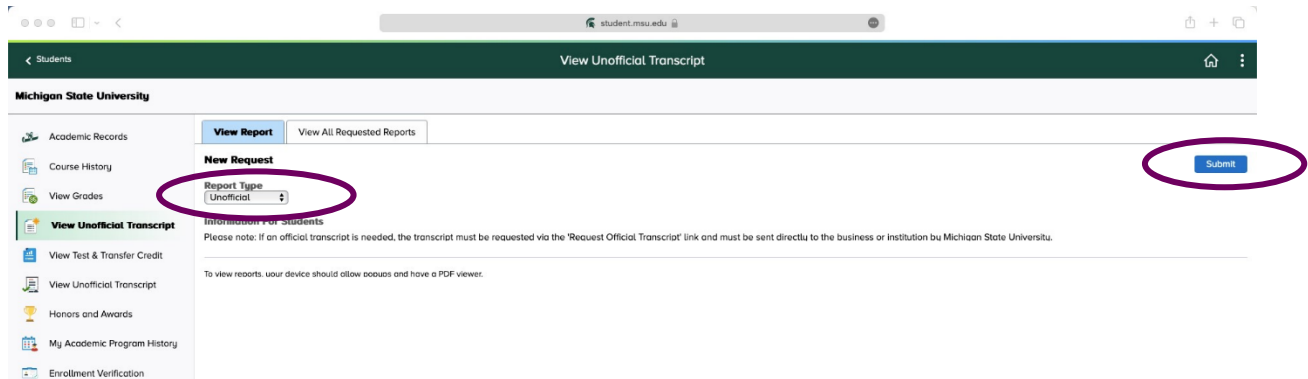 student.msu.edu
Students
View Unofficial Transcript
Michigan State University
Academic Records
Course History
View Grades
View Unofficial Transcript
View Test & Transfer Credit
View Unofficial Transcript
Honors and Awards
My Academic Program History
Enrollment Verification
View Report
View All Requested Reports
New Request
Submit
Report Type
Unofficial
Information For Students
Please note: If an official transcript is needed, the transcript must be requested via the 'Request Official Transcript' link and must be sent directly to the business or institution by Michigan State University.
To view reports, your device should allow popups and have a PDF viewer.